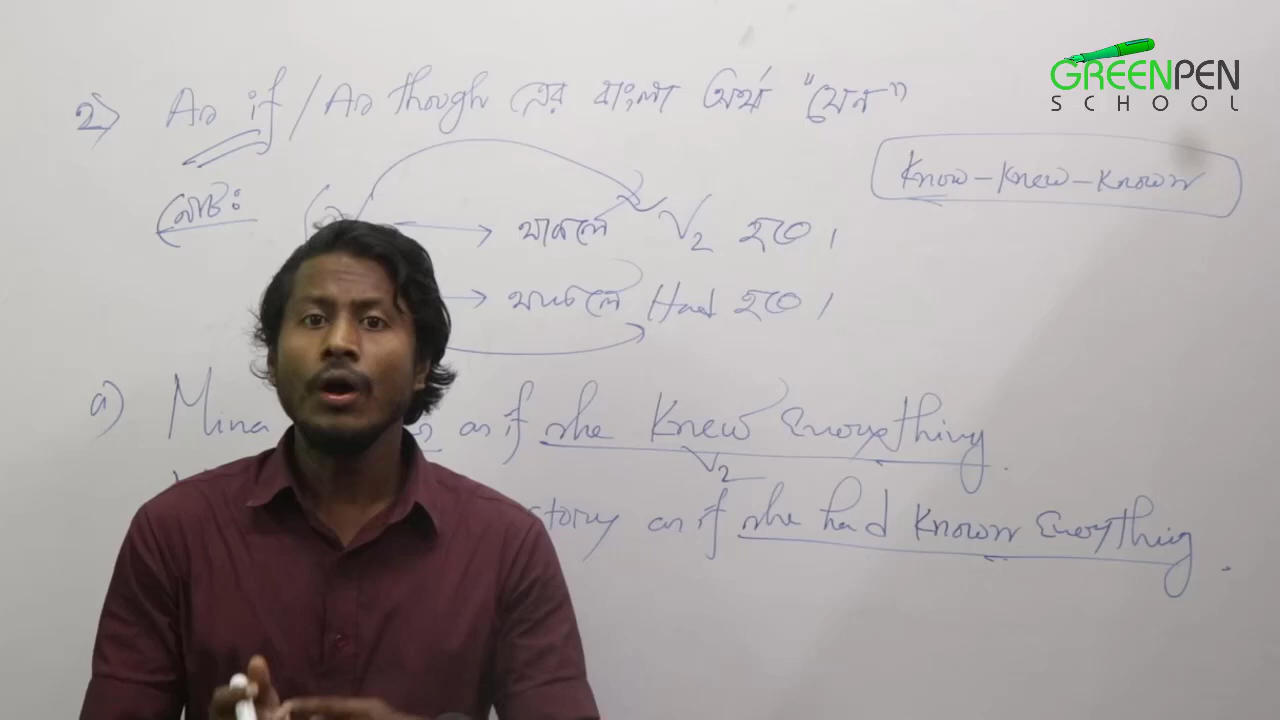 GREENPEN
SCHOOL
২) As if / As though এর বাংলা অর্থ "যেন"
Know - Knew - Known
নোটঃ থাকলে V2 হবে।
থাকলে Had হবে।
a) Mina as if she knew Everything.
V2
story as if she had known Everything.